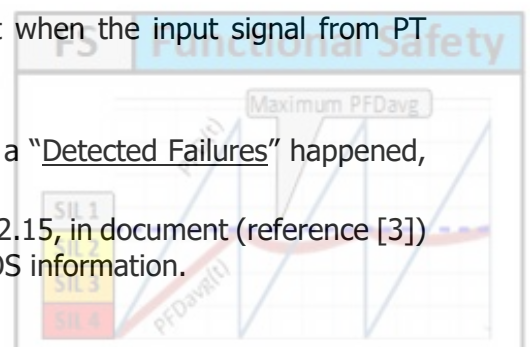 when the input signal from PT
FS Functional Safety
Maximum PFDavg
a “Detected Failures” happened,
SIL 1
2.15, in document (reference [3])
SIL 2
OS information.
SIL 3
SIL 4
PFDavg(t)